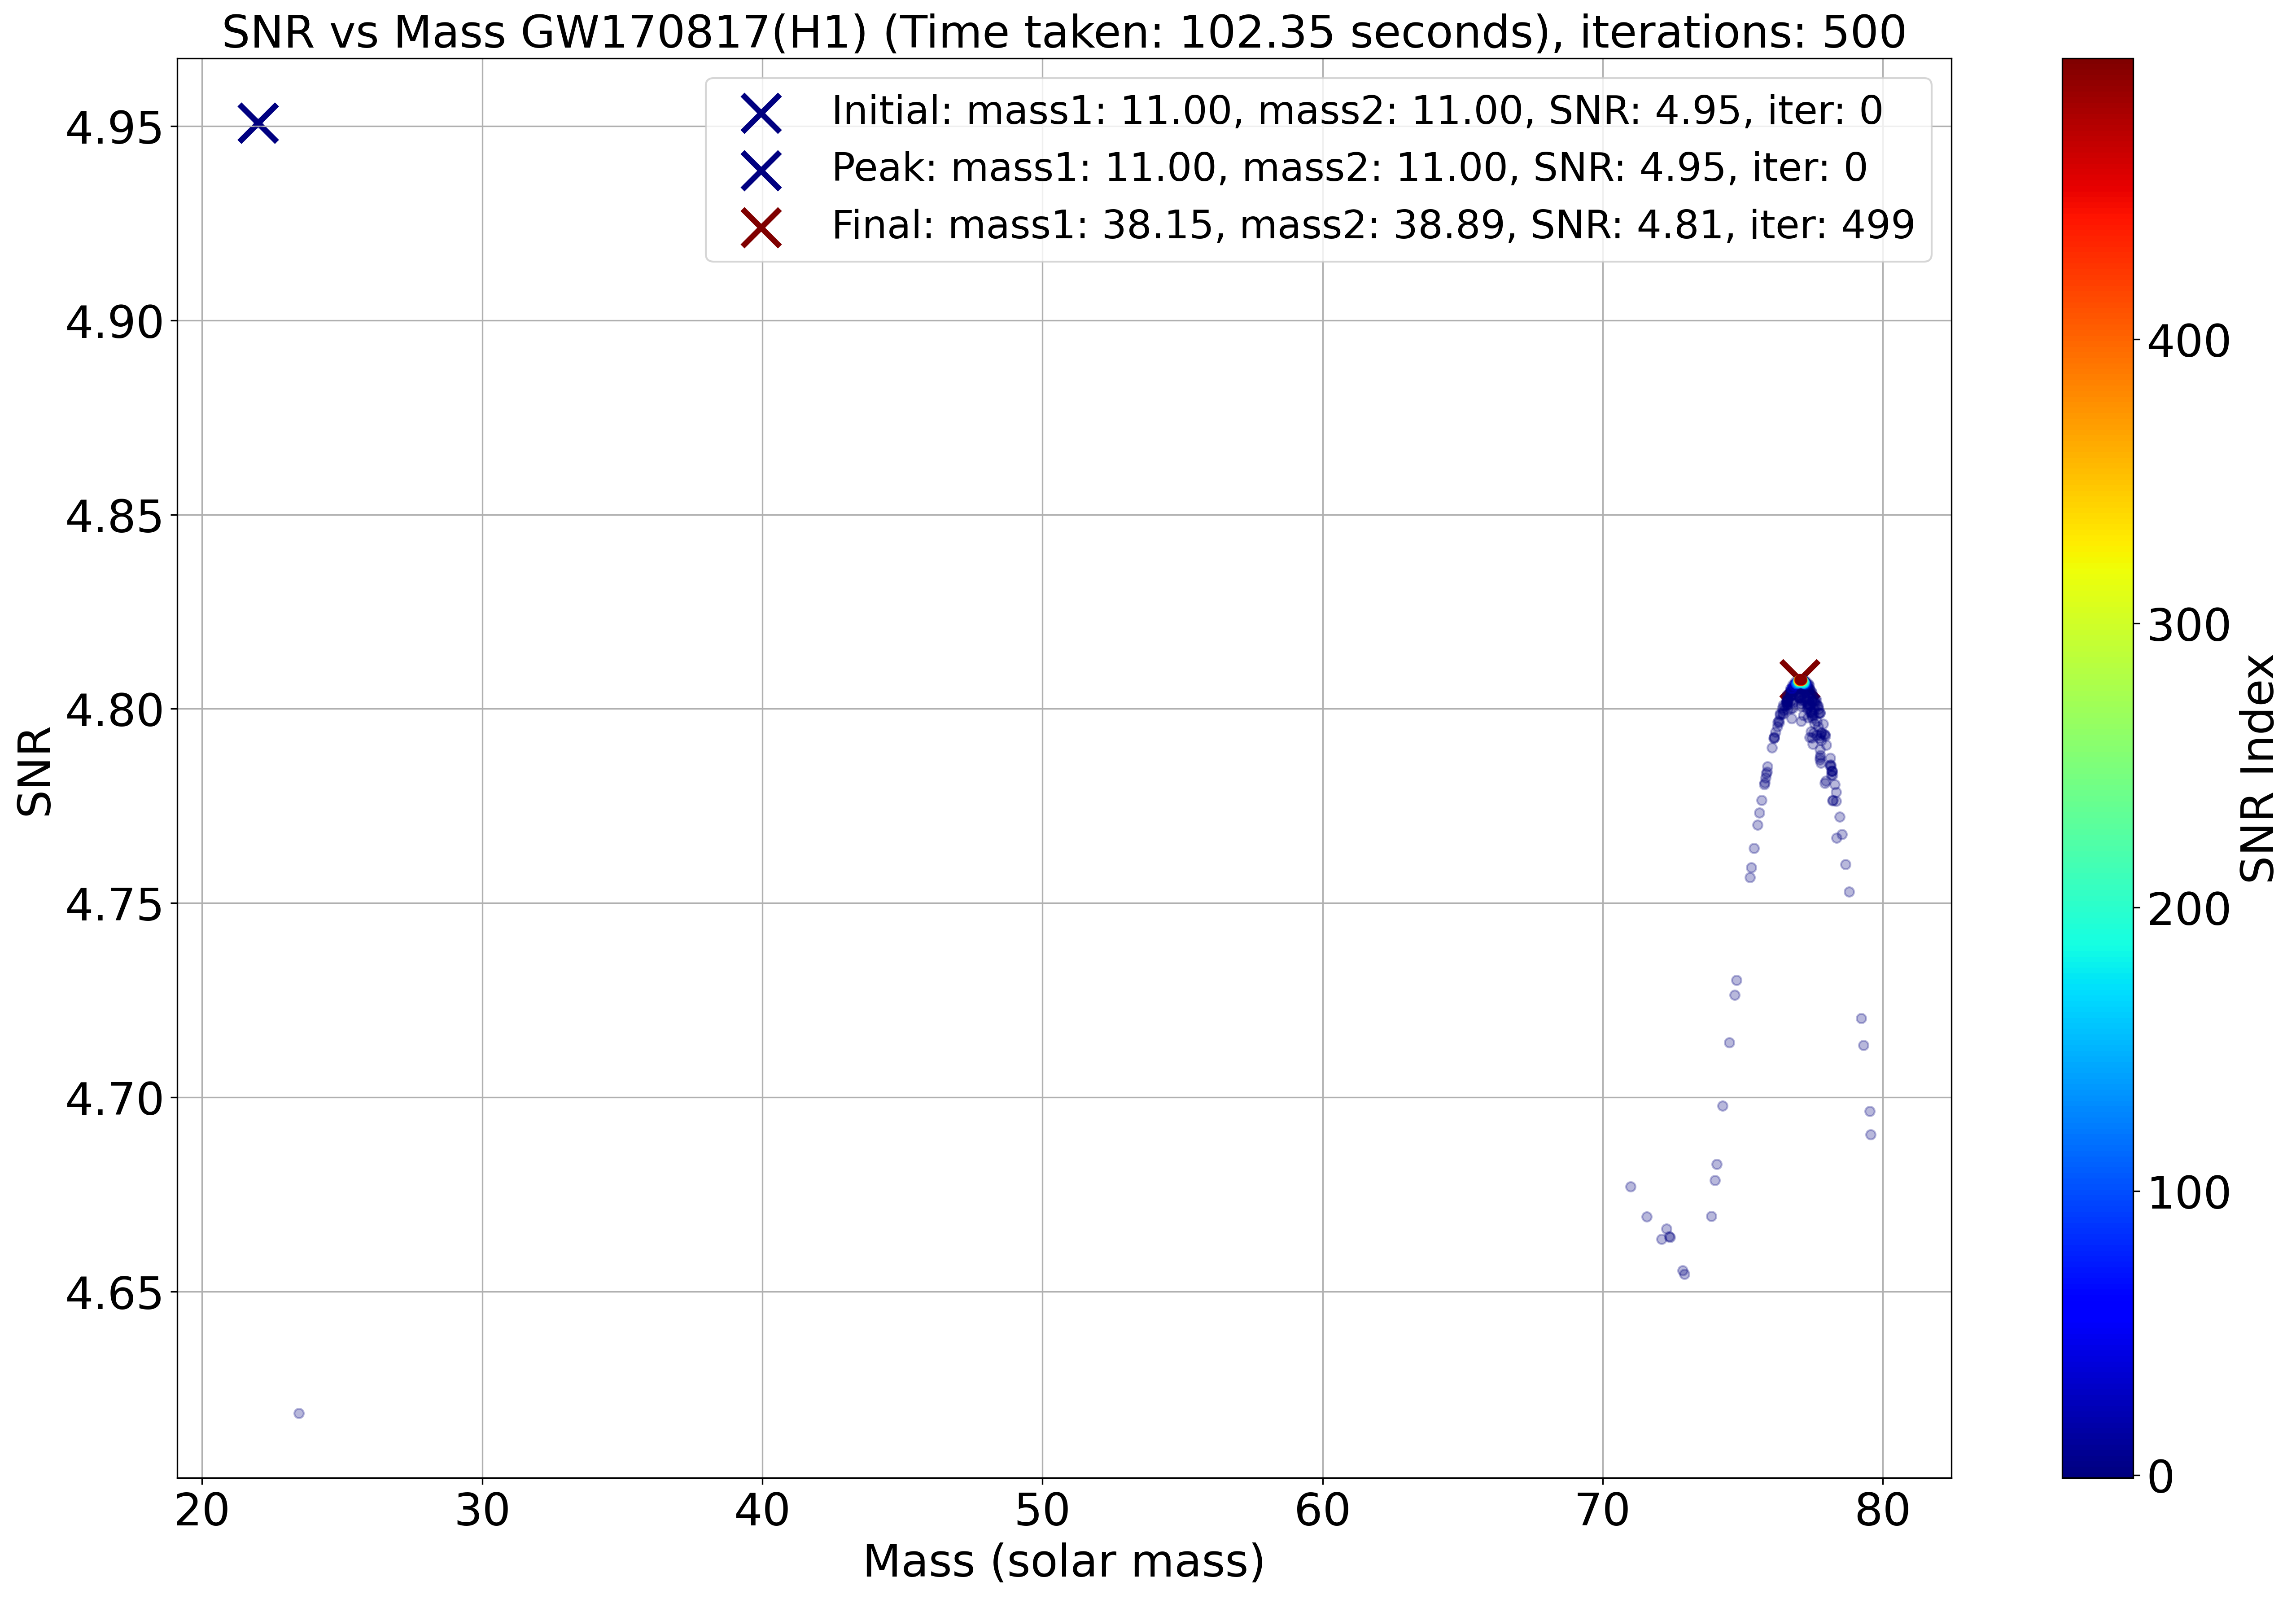 SNR vs Mass GW170817(H1) (Time taken: 102.35 seconds), iterations: 500
Initial: mass1: 11.00, mass2: 11.00, SNR: 4.95, iter: 0
Peak: mass1: 11.00, mass2: 11.00, SNR: 4.95, iter: 0
Final: mass1: 38.15, mass2: 38.89, SNR: 4.81, iter: 499
4.95
4.90
4.85
4.80
4.75
4.70
4.65
SNR
20 30 40 50 60 70 80
Mass (solar mass)
400
300
200
100
0
SNR Index